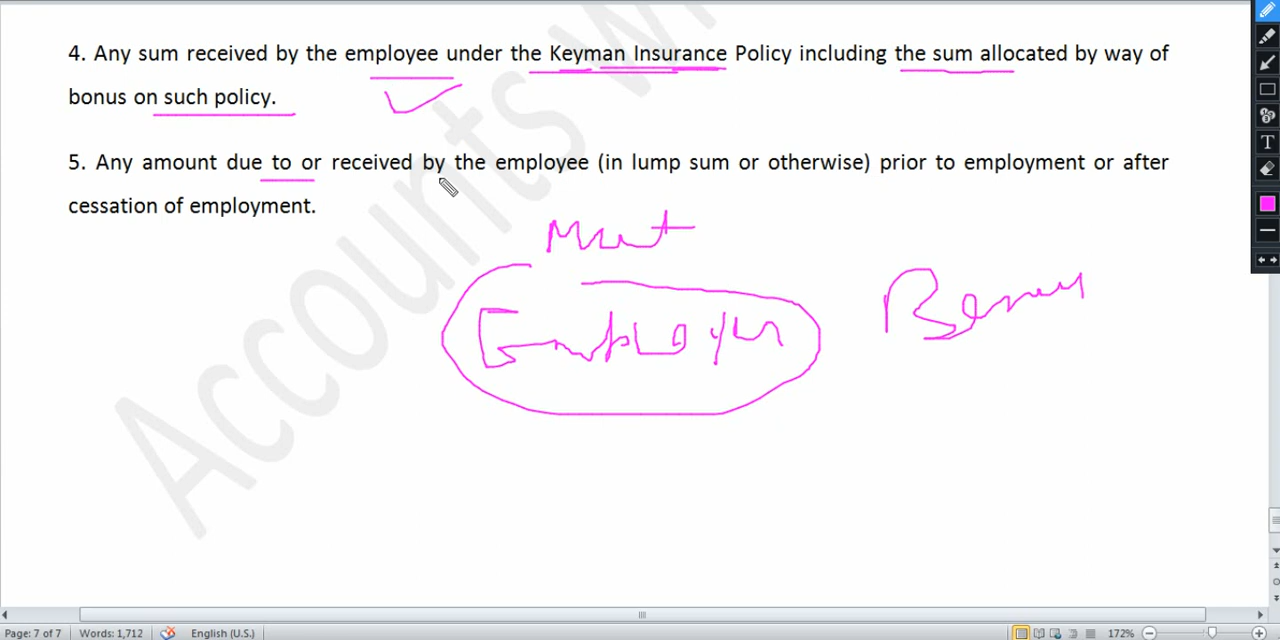 4. Any sum received by the employee under the Keyman Insurance Policy including the sum allocated by way of
bonus on such policy.
5. Any amount due to or received by the employee (in lump sum or otherwise) prior to employment or after
cessation of employment.
Accounts
Page: 7 of 7 Words: 1,712 English (U.S.) 172%